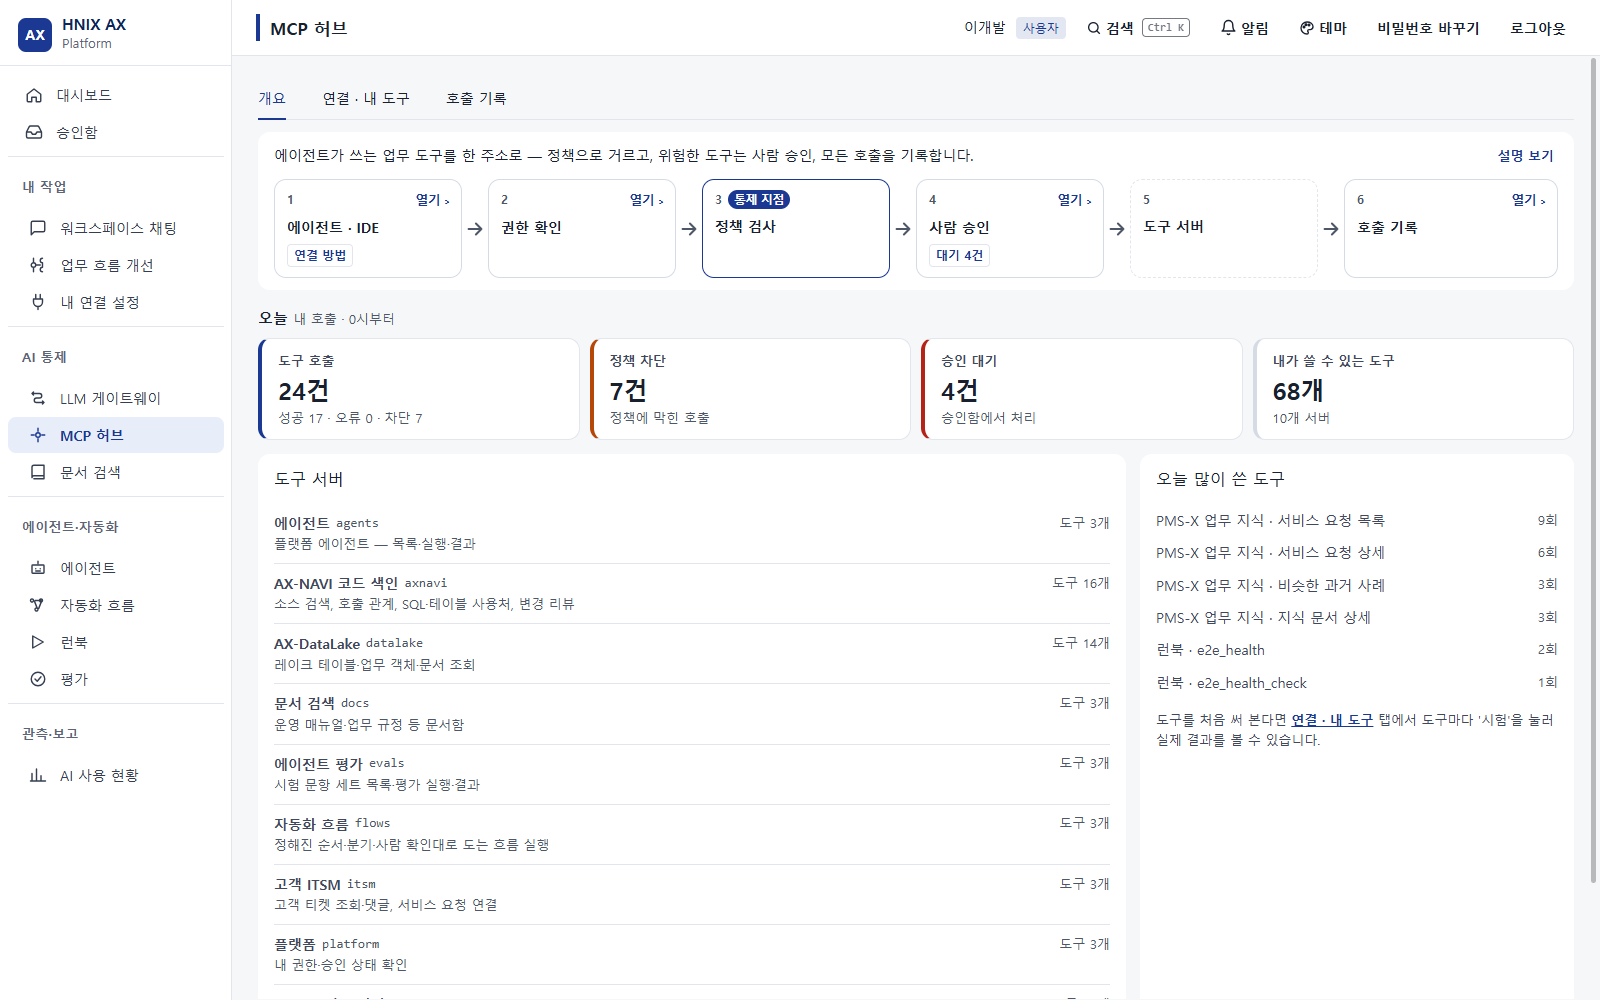 AX
HNIX AX
Platform
대시보드
승인함
내 작업
워크스페이스 채팅
업무 흐름 개선
내 연결 설정
AI 통제
LLM 게이트웨이
MCP 허브
문서 검색
에이전트·자동화
에이전트
자동화 흐름
런북
평가
관측·보고
AI 사용 현황
MCP 허브
이개발 사용자 검색 Ctrl K 알림 테마 비밀번호 바꾸기 로그아웃
개요 연결 · 내 도구 호출 기록
에이전트가 쓰는 업무 도구를 한 주소로 — 정책으로 거르고, 위험한 도구는 사람 승인, 모든 호출을 기록합니다. 설명 보기
1 열기 >
에이전트 · IDE
연결 방법
2 열기 >
권한 확인
3 통제 지점
정책 검사
4 열기 >
사람 승인
대기 4건
5
도구 서버
6 열기 >
호출 기록
오늘 내 호출 · 0시부터
도구 호출
24건
성공 17 · 오류 0 · 차단 7
정책 차단
7건
정책에 막힌 호출
승인 대기
4건
승인함에서 처리
내가 쓸 수 있는 도구
68개
10개 서버
도구 서버
에이전트 agents 도구 3개
플랫폼 에이전트 — 목록·실행·결과
AX-NAVI 코드 색인 axnavi 도구 16개
소스 검색, 호출 관계, SQL·테이블 사용처, 변경 리뷰
AX-DataLake datalake 도구 14개
레이크 테이블·업무 객체·문서 조회
문서 검색 docs 도구 3개
운영 매뉴얼·업무 규정 등 문서함
에이전트 평가 evals 도구 3개
시험 문항 세트 목록·평가 실행·결과
자동화 흐름 flows 도구 3개
정해진 순서·분기·사람 확인대로 도는 흐름 실행
고객 ITSM itsm 도구 3개
고객 티켓 조회·댓글, 서비스 요청 연결
플랫폼 platform 도구 3개
내 권한·승인 상태 확인
오늘 많이 쓴 도구
PMS-X 업무 지식 · 서비스 요청 목록 9회
PMS-X 업무 지식 · 서비스 요청 상세 6회
PMS-X 업무 지식 · 비슷한 과거 사례 3회
PMS-X 업무 지식 · 지식 문서 상세 3회
런북 · e2e_health 2회
런북 · e2e_health_check 1회
도구를 처음 써 본다면 연결 · 내 도구 탭에서 도구마다 '시험'을 눌러
실제 결과를 볼 수 있습니다.